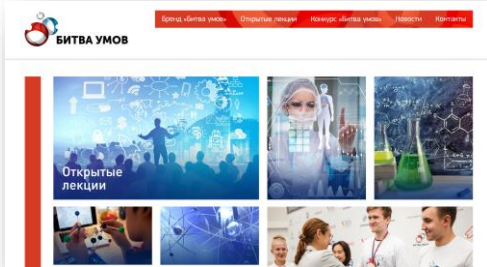 БИТВА УМОВ
Бренд «Битва умов» Открытые лекции Конкурс «Битва умов» Новости Контакты
Открытые
лекции